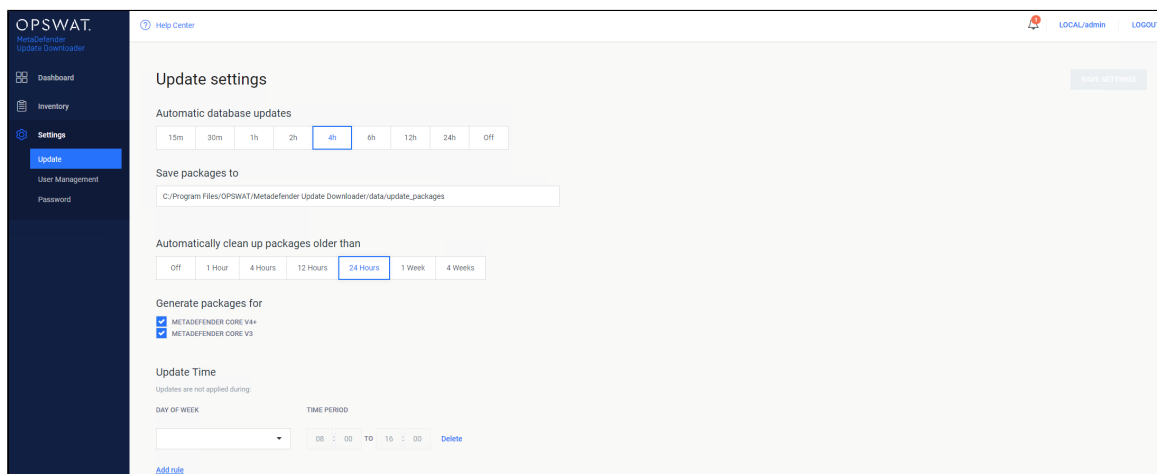 OPSWAT.
MetaDefender
Update Downloader
Help Center
1
LOCAL/admin
LOGOUT
Dashboard
Inventory
Settings
Update
User Management
Password
Update settings
SAVE SETTINGS
Automatic database updates
15m 30m 1h 2h 4h 6h 12h 24h Off
Save packages to
C:/Program Files/OPSWAT/Metadefender Update Downloader/data/update_packages
Automatically clean up packages older than
Off 1 Hour 4 Hours 12 Hours 24 Hours 1 Week 4 Weeks
Generate packages for
METADEFENDER CORE V4+
METADEFENDER CORE V3
Update Time
Updates are not applied during:
DAY OF WEEK TIME PERIOD
08 : 00 TO 16 : 00 Delete
Add rule